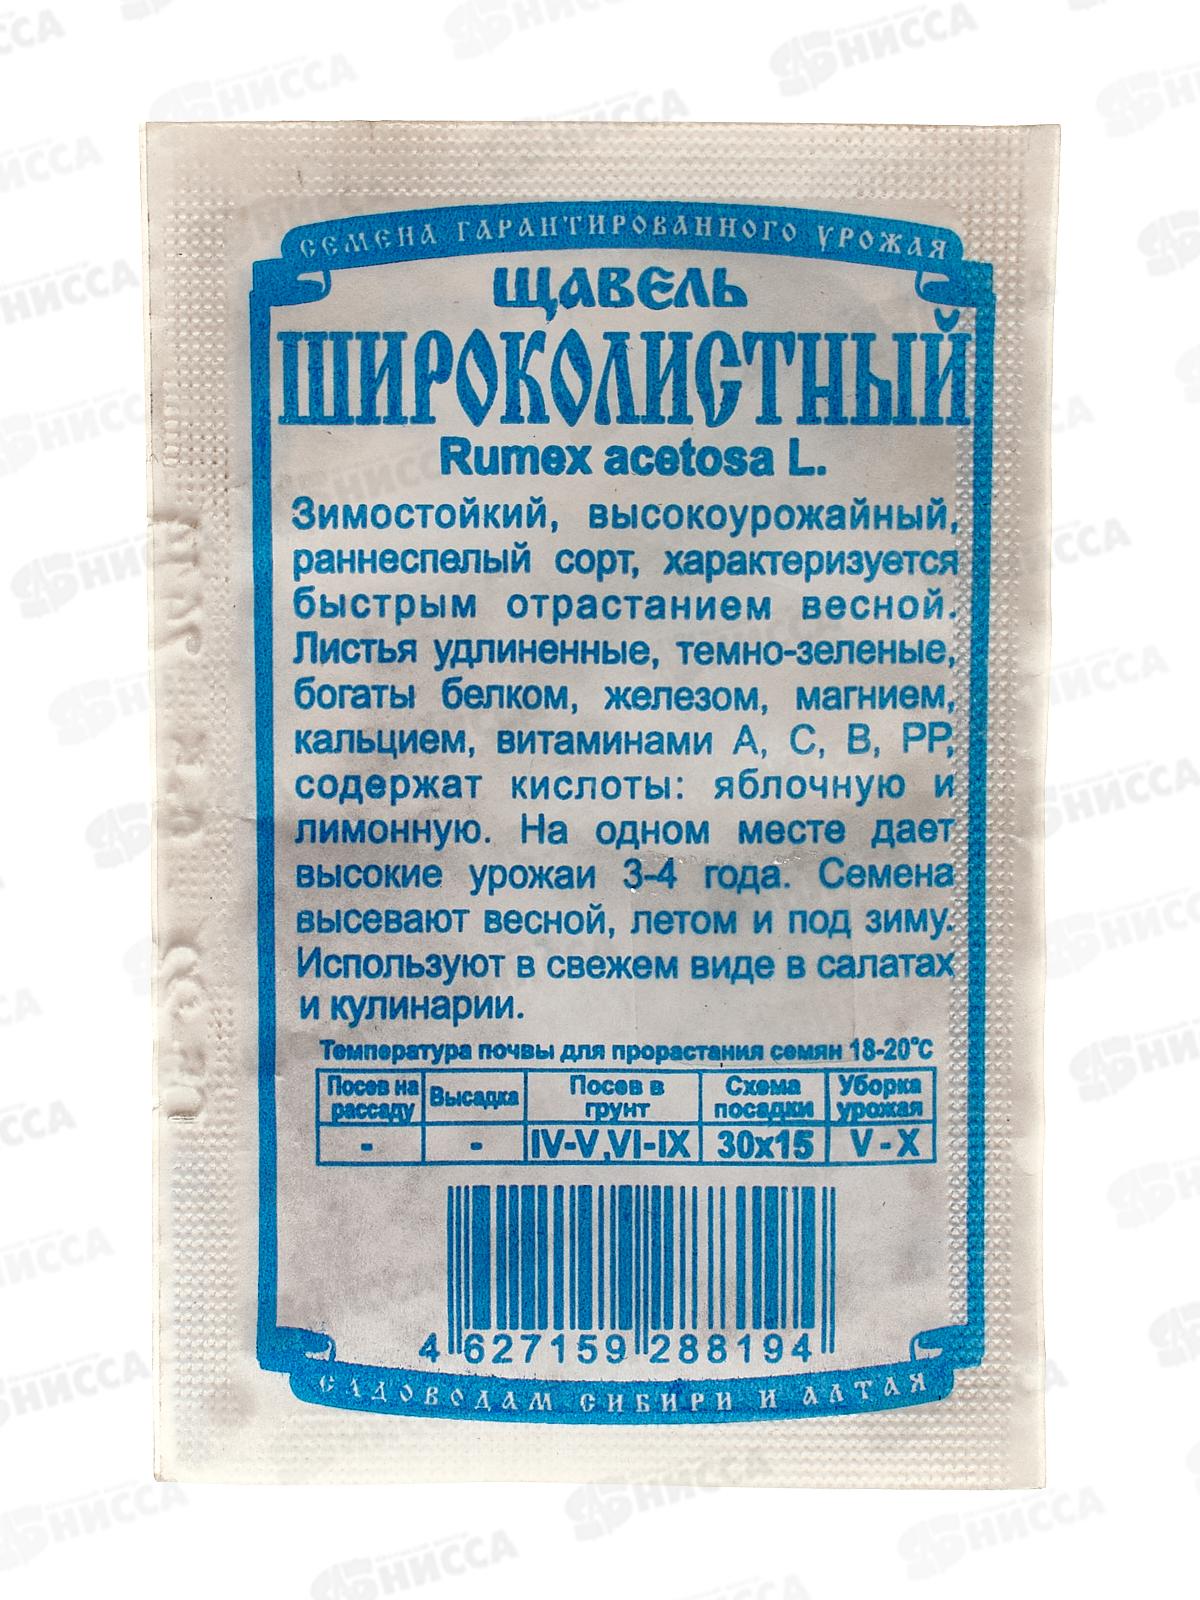 СЕМЕНА ГАРАНТИРОВАННОГО УРОЖАЯ
ЩАВЕЛЬ
ШИРОКОЛИСТНЫЙ
Rumex acetosa L.
Зимостойкий, высокоурожайный,
раннеспелый сорт, характеризуется
быстрым отрастанием весной.
Листья удлиненные, темно-зеленые,
богаты белком, железом, магнием,
кальцием, витаминами А, С, В, РР,
содержат кислоты: яблочную и
лимонную. На одном месте дает
высокие урожаи 3-4 года. Семена
высевают весной, летом и под зиму.
Используют в свежем виде в салатах
и кулинарии.
Температура почвы для прорастания семян 18-20°С
Посев на рассаду Высадка Посев в грунт Схема посадки Уборка урожая
- - IV-V,VI-IX 30x15 V-X
4 627159 288194
САДОВОДАМ СИБИРИ И АЛТАЯ
НИССА